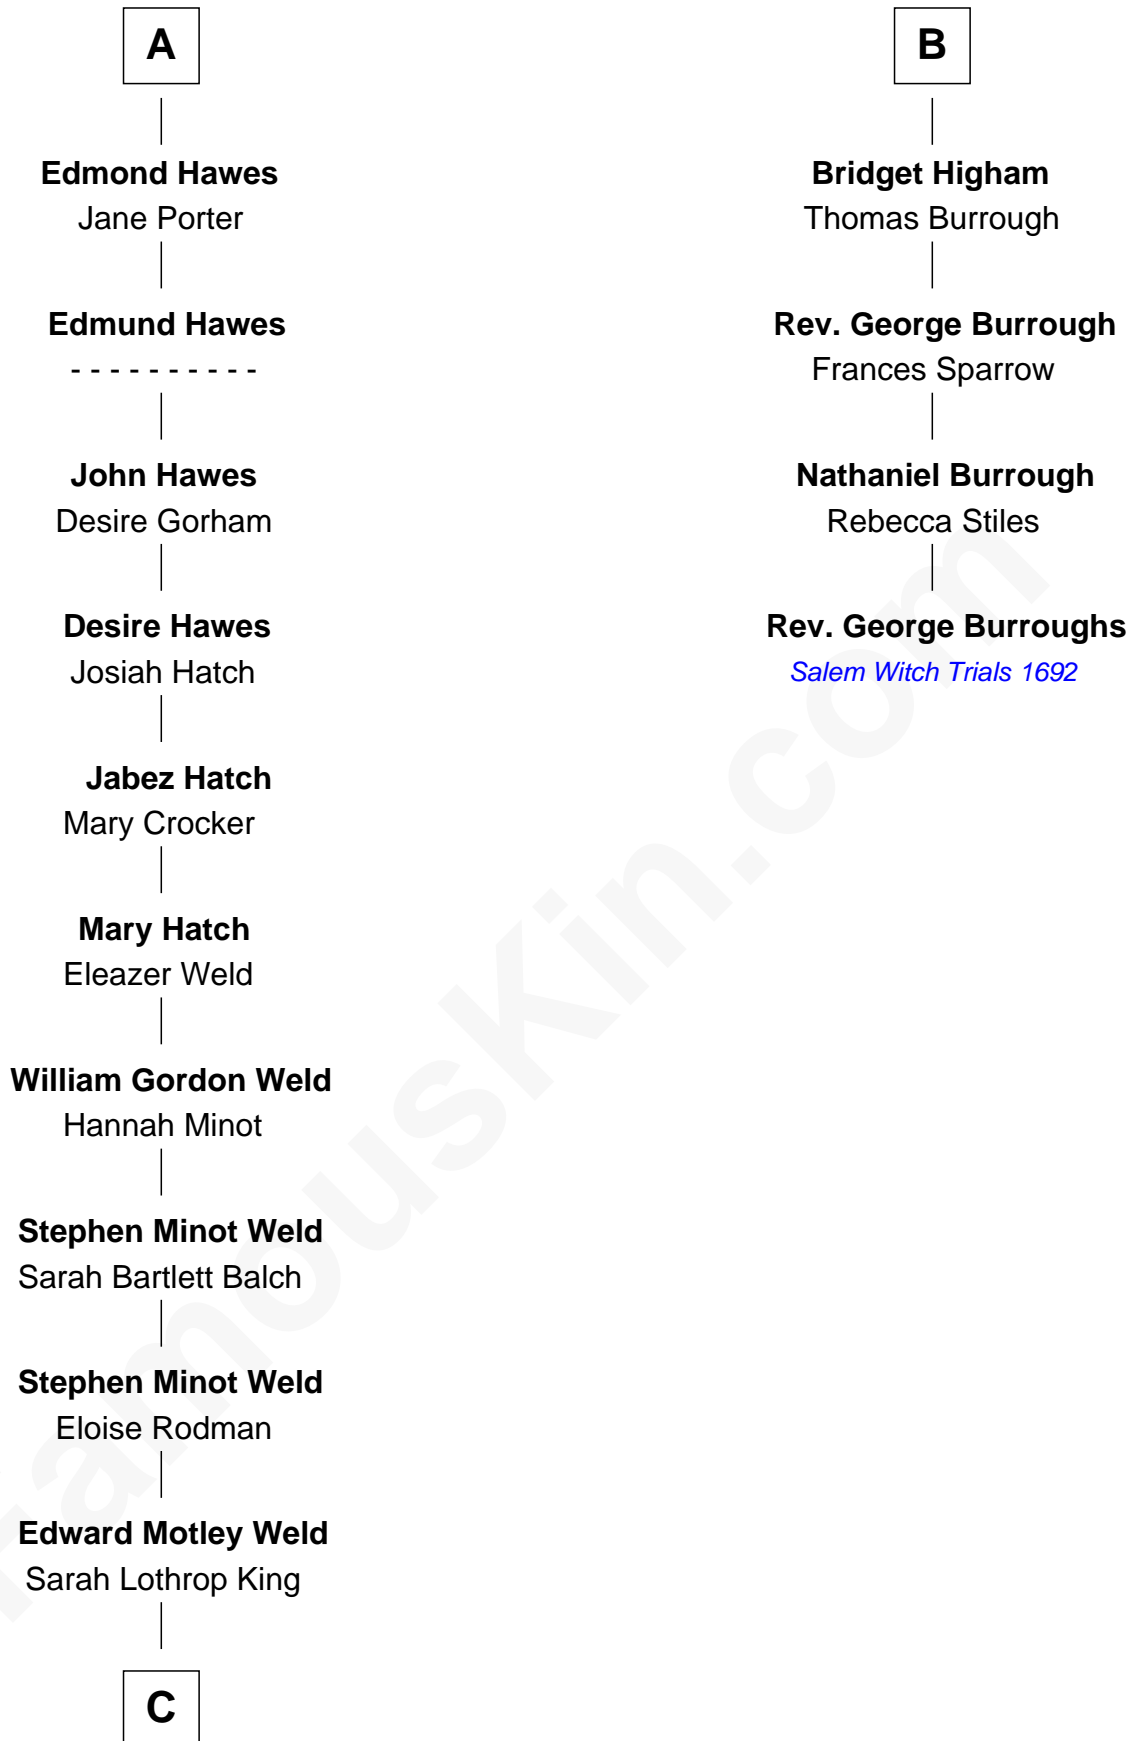 A
Edmond Hawes
Jane Porter
Edmund Hawes
- - - - - - - - - -
John Hawes
Desire Gorham
Desire Hawes
Josiah Hatch
Jabez Hatch
Mary Crocker
Mary Hatch
Eleazer Weld
William Gordon Weld
Hannah Minot
Stephen Minot Weld
Sarah Bartlett Balch
Stephen Minot Weld
Eloise Rodman
Edward Motley Weld
Sarah Lothrop King
C
B
Bridget Higham
Thomas Burrough
Rev. George Burrough
Frances Sparrow
Nathaniel Burrough
Rebecca Stiles
Rev. George Burroughs
Salem Witch Trials 1692
FamousKin.com